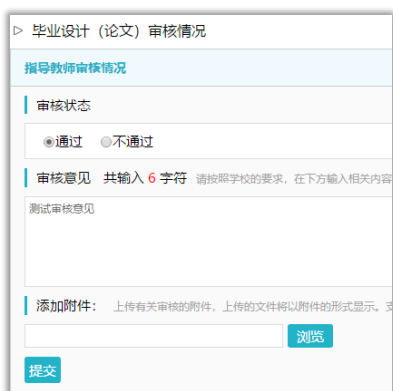 毕业设计（论文）审核情况
指导教师审核情况
审核状态
通过 不通过
审核意见 共输入 6 字符 请按照学校的要求，在下方输入相关内容
测试审核意见
添加附件： 上传有关审核的附件，上传的文件将以附件的形式显示。支
浏览
提交